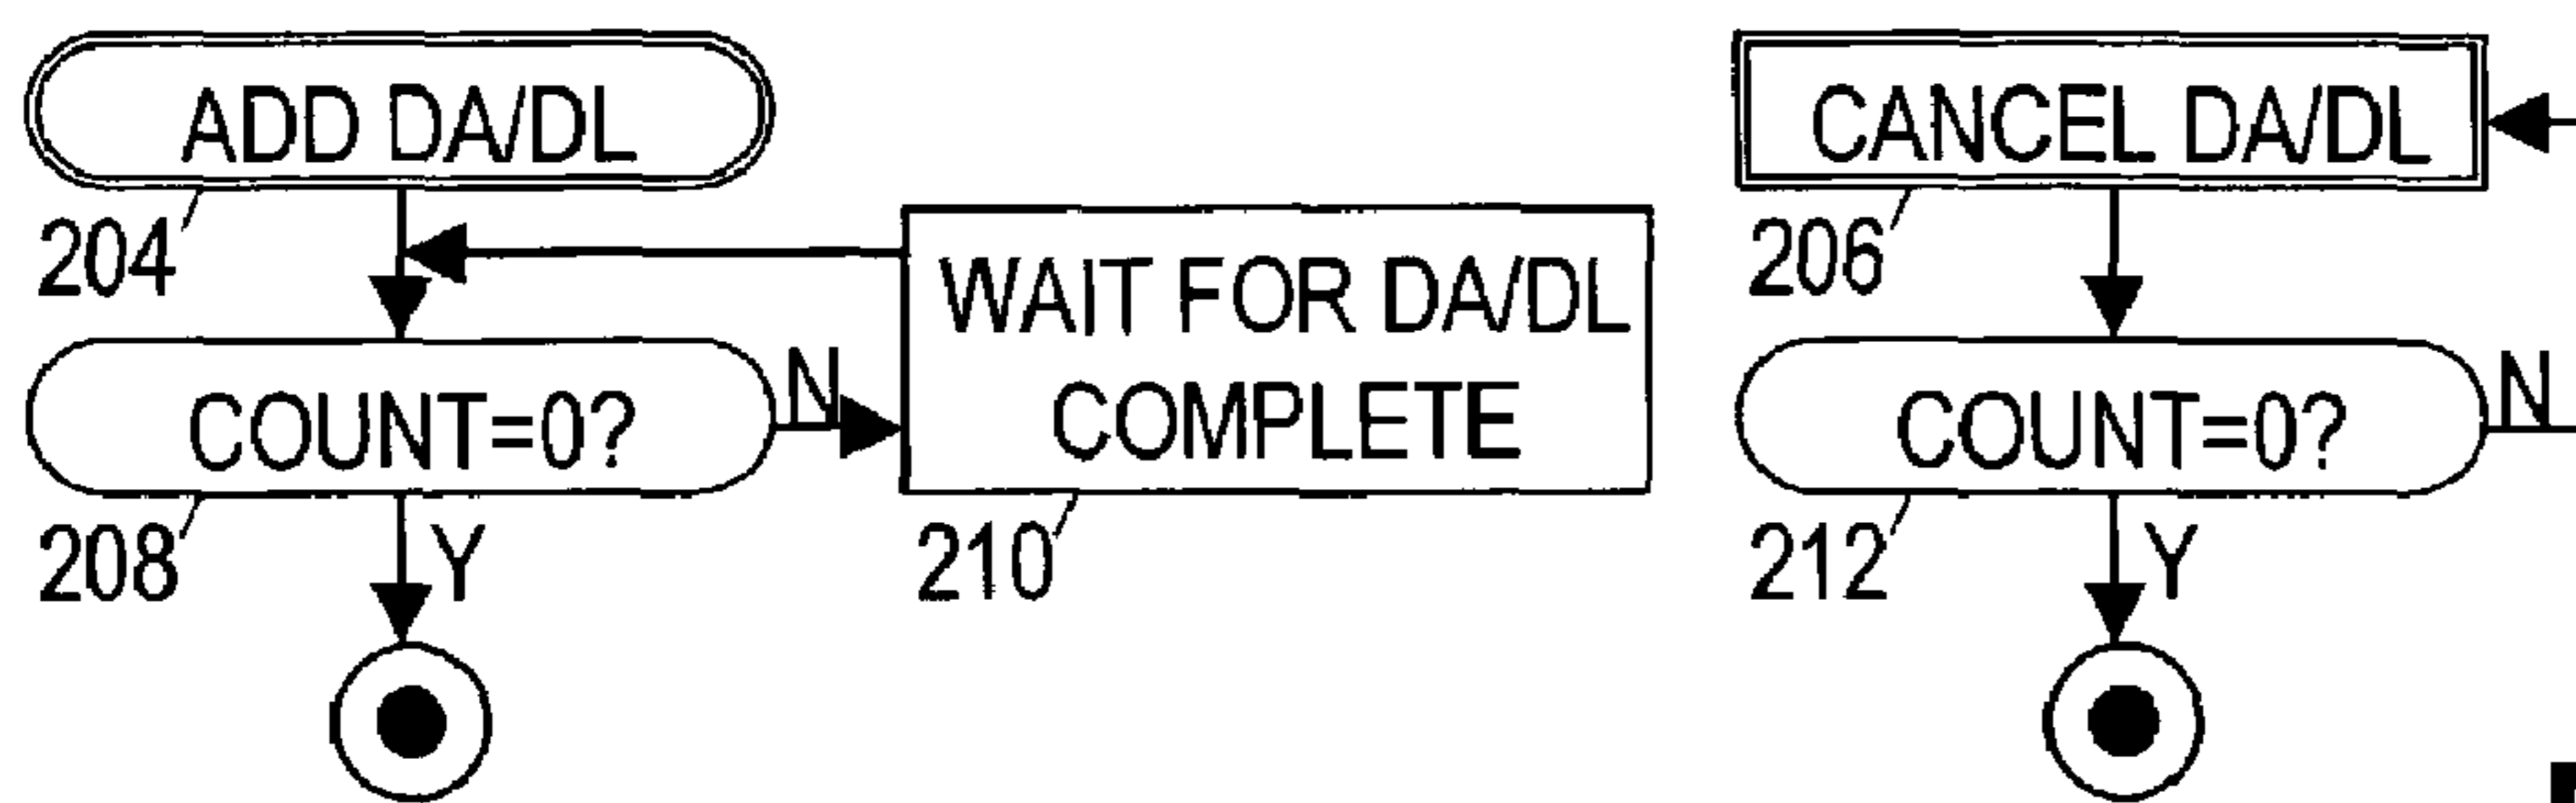 ADD DA/DL
204
WAIT FOR DA/DL
COMPLETE
210
COUNT=0?
N
208
Y
CANCEL DA/DL
206
COUNT=0?
N
212
Y